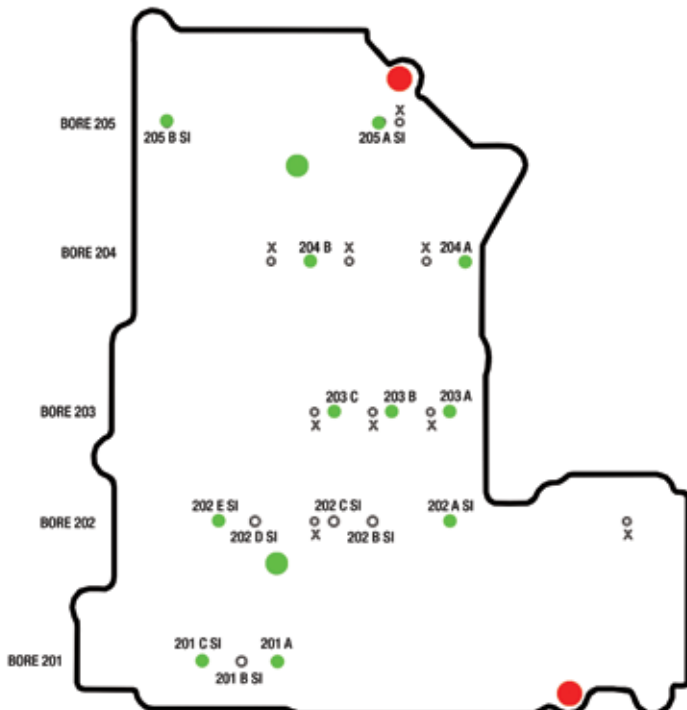 X
BORE 205
205 B SI
205 A SI
X
204 B
X
X
204 A
BORE 204
203 C
203 B
203 A
BORE 203
X
X
X
202 E SI
202 C SI
202 A SI
BORE 202
202 D SI
X
202 B SI
X
201 C SI
201 A
BORE 201
201 B SI